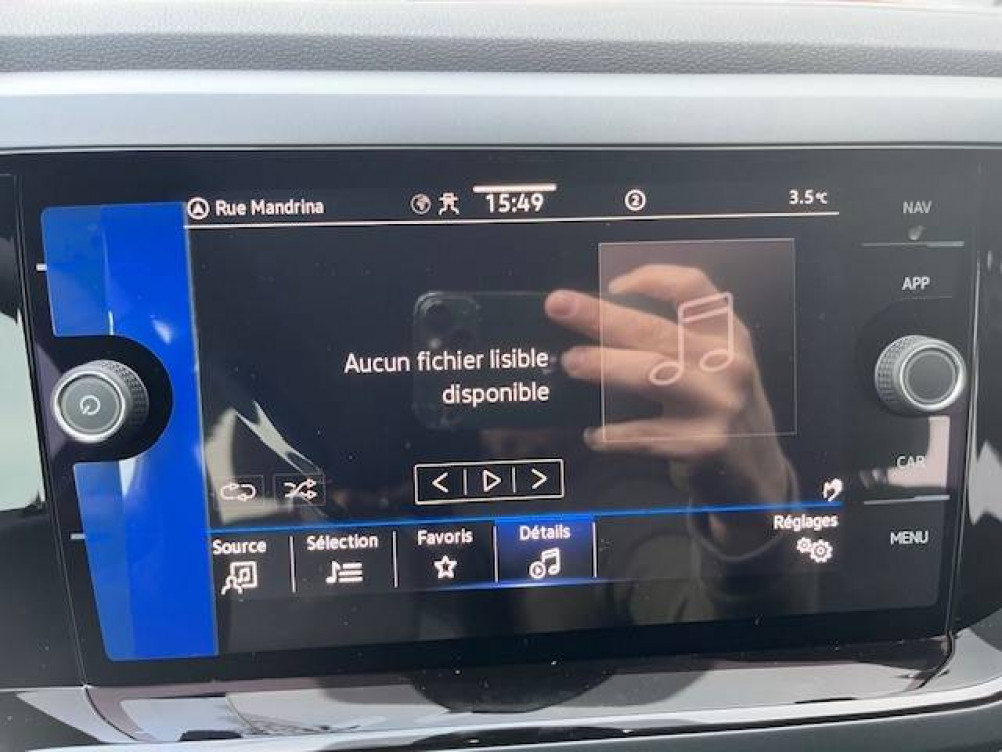 Rue Mandrina
15:49
2
3.5°C
NAV
APP
Aucun fichier lisible
disponible
CAR
MENU
Source
Sélection
Favoris
Détails
Réglages